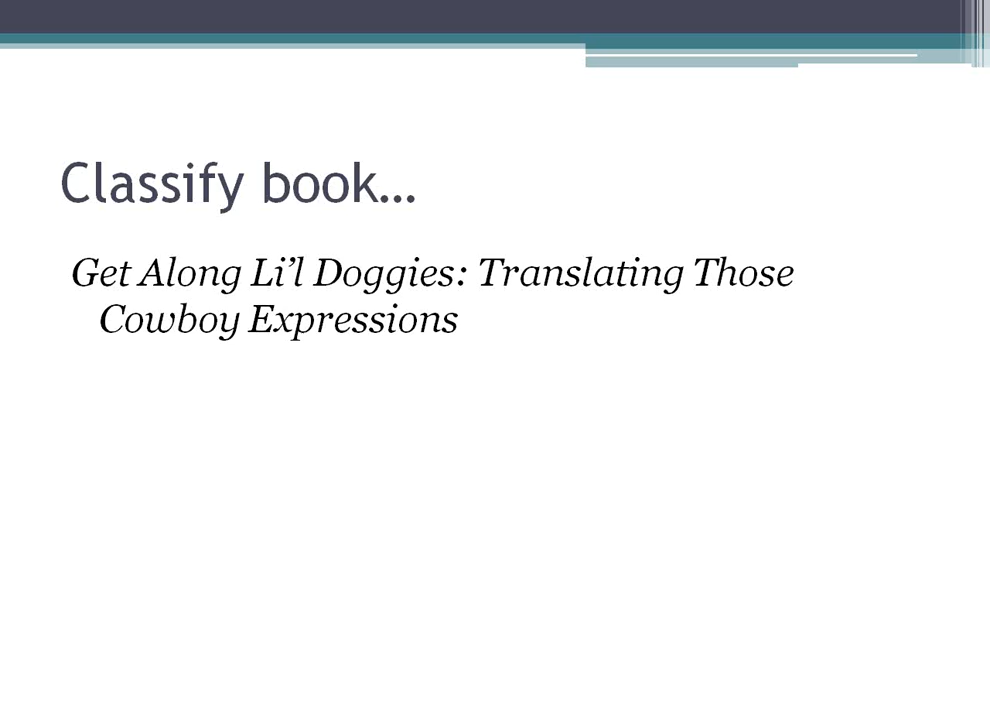 Classify book…
Get Along Li’l Doggies: Translating Those
Cowboy Expressions